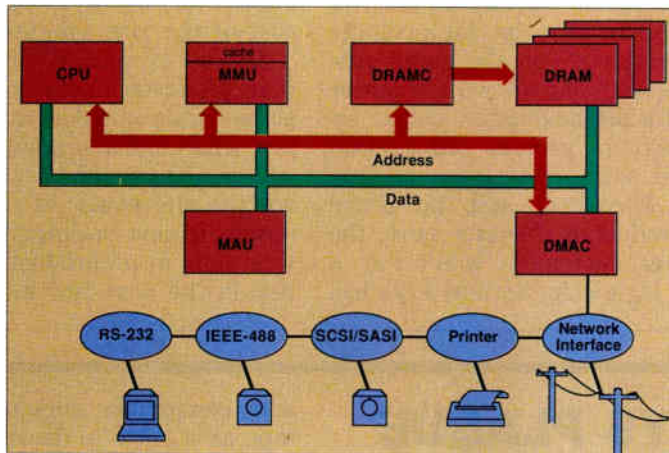 cache
CPU
MMU
DRAMC
DRAM
Address
Data
MAU
DMAC
RS-232
IEEE-488
SCSI/SASI
Printer
Network
Interface